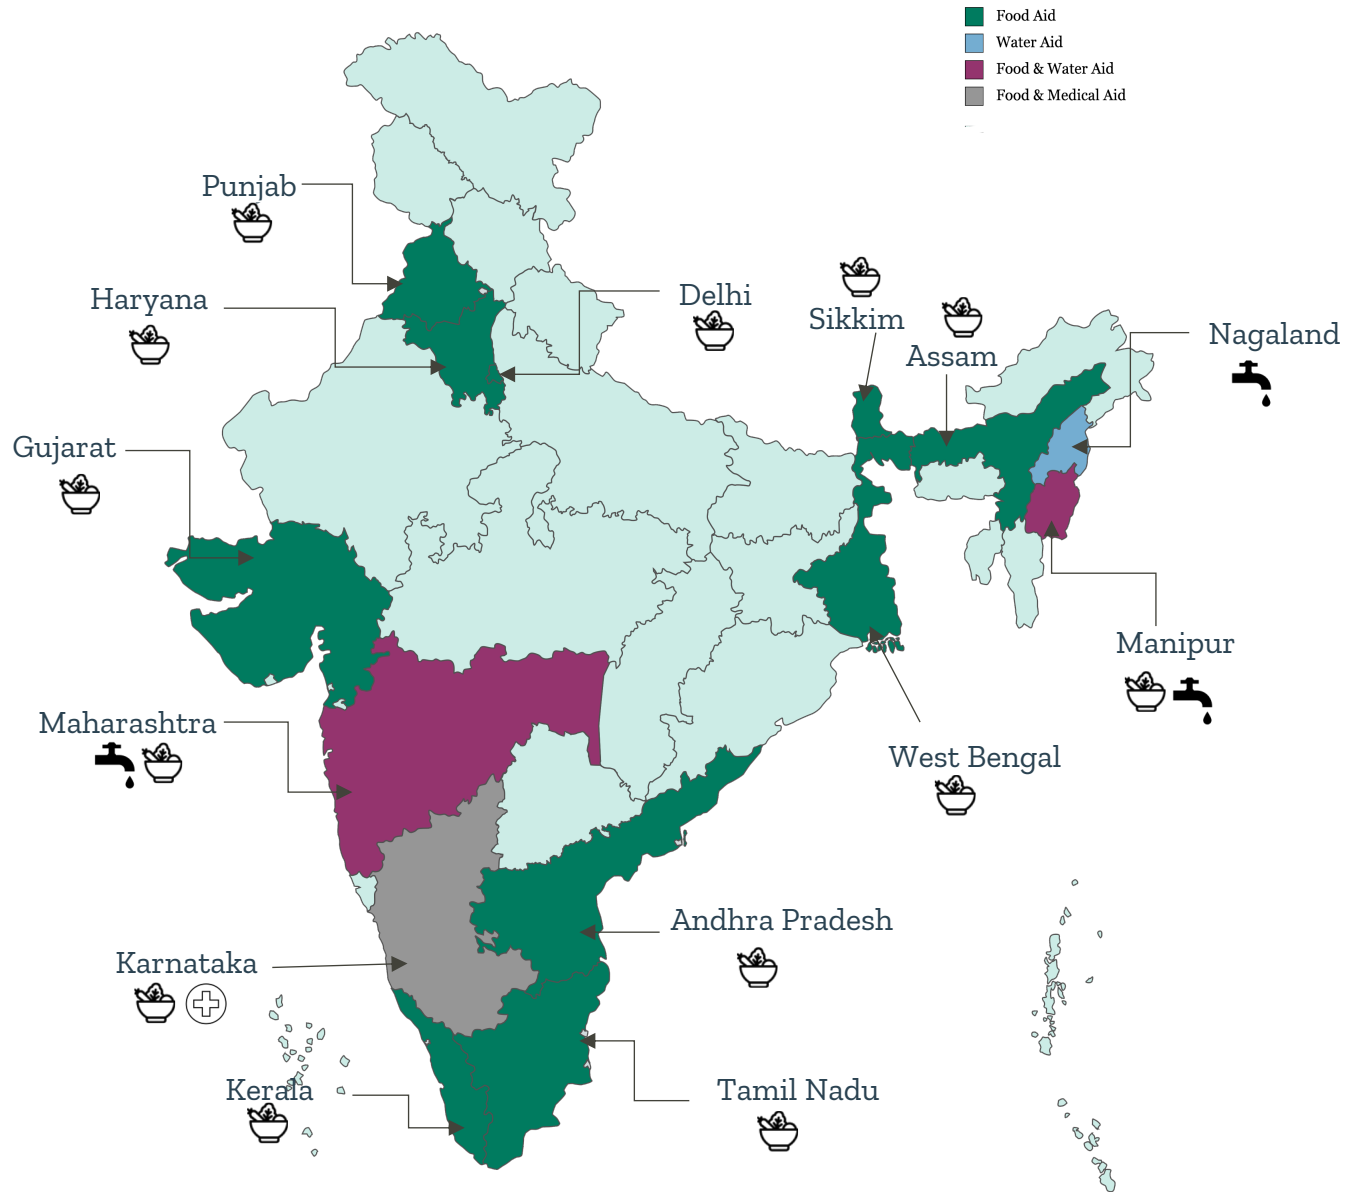 Food Aid
Water Aid
Food & Water Aid
Food & Medical Aid
Punjab
Haryana
Delhi
Sikkim
Assam
Nagaland
Gujarat
Manipur
Maharashtra
West Bengal
Andhra Pradesh
Karnataka
Kerala
Tamil Nadu